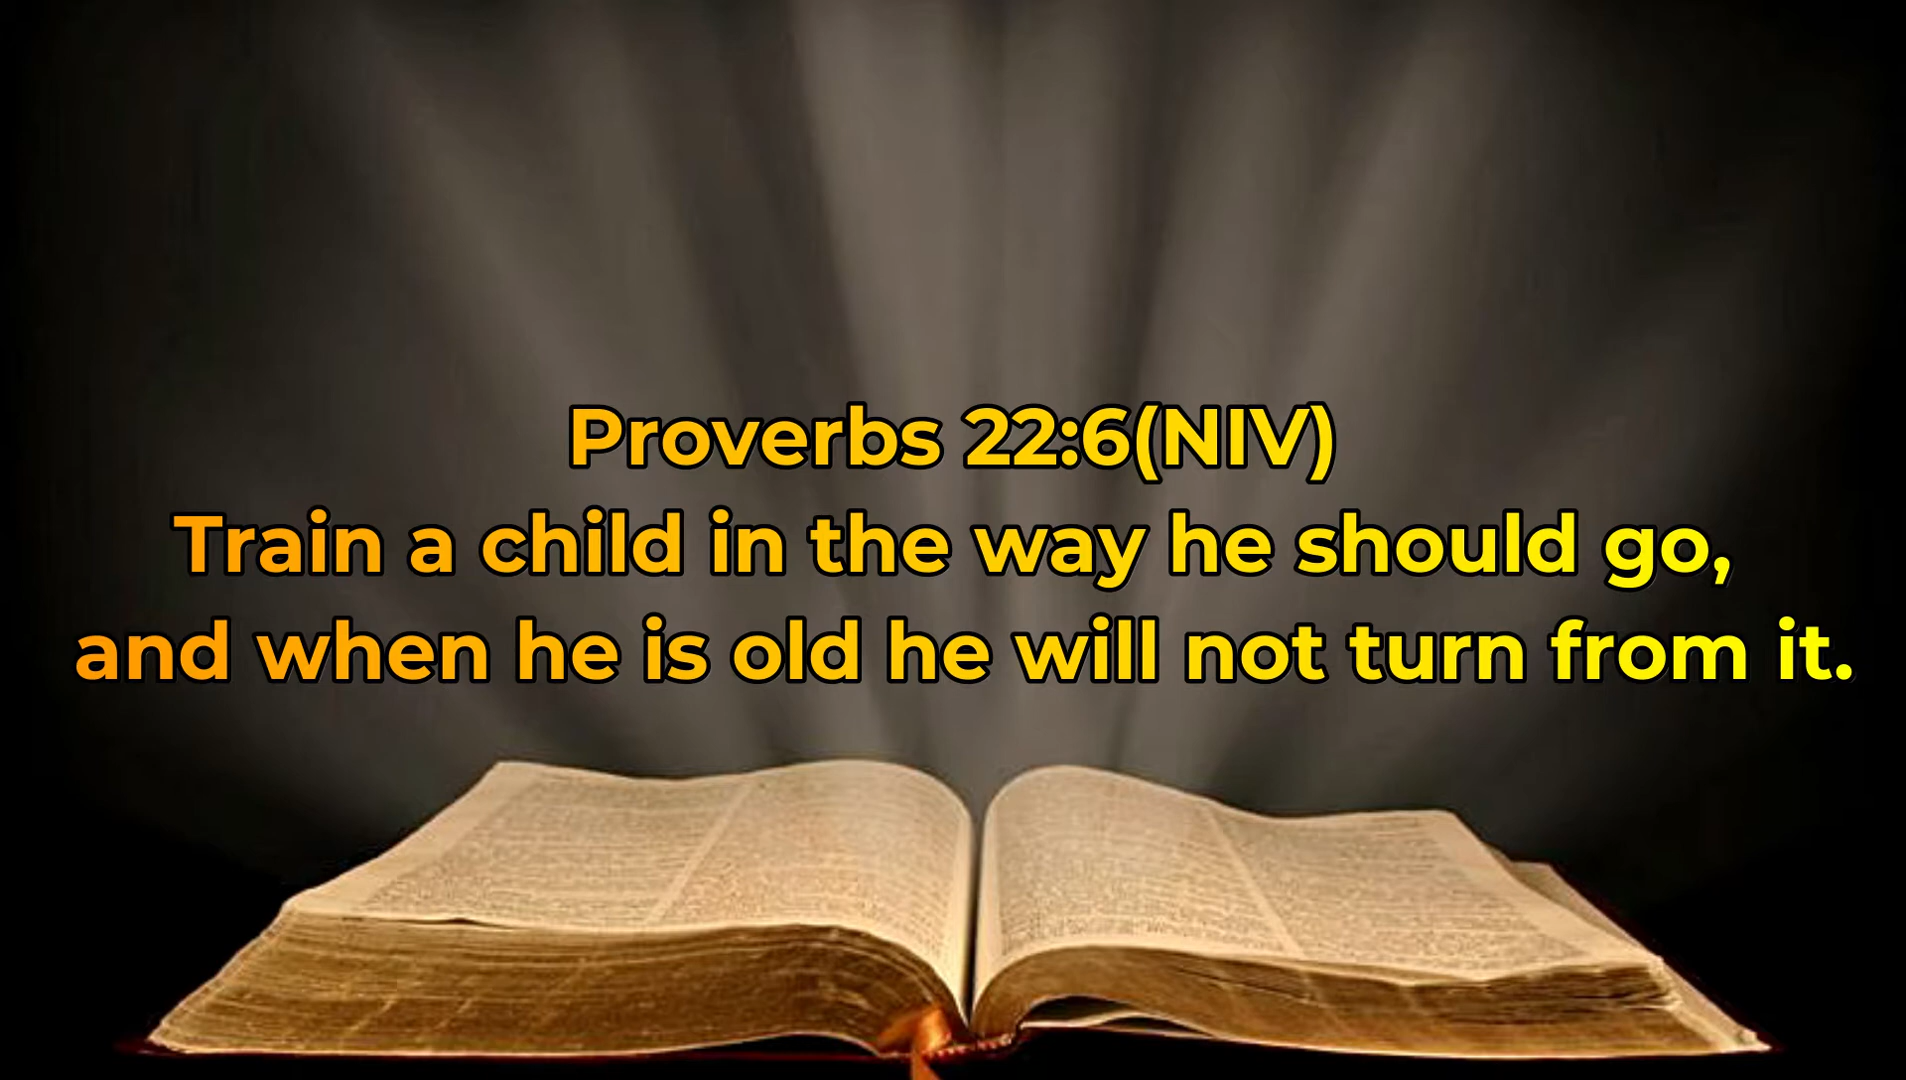 Proverbs 22:6(NIV)
Train a child in the way he should go,
and when he is old he will not turn from it.